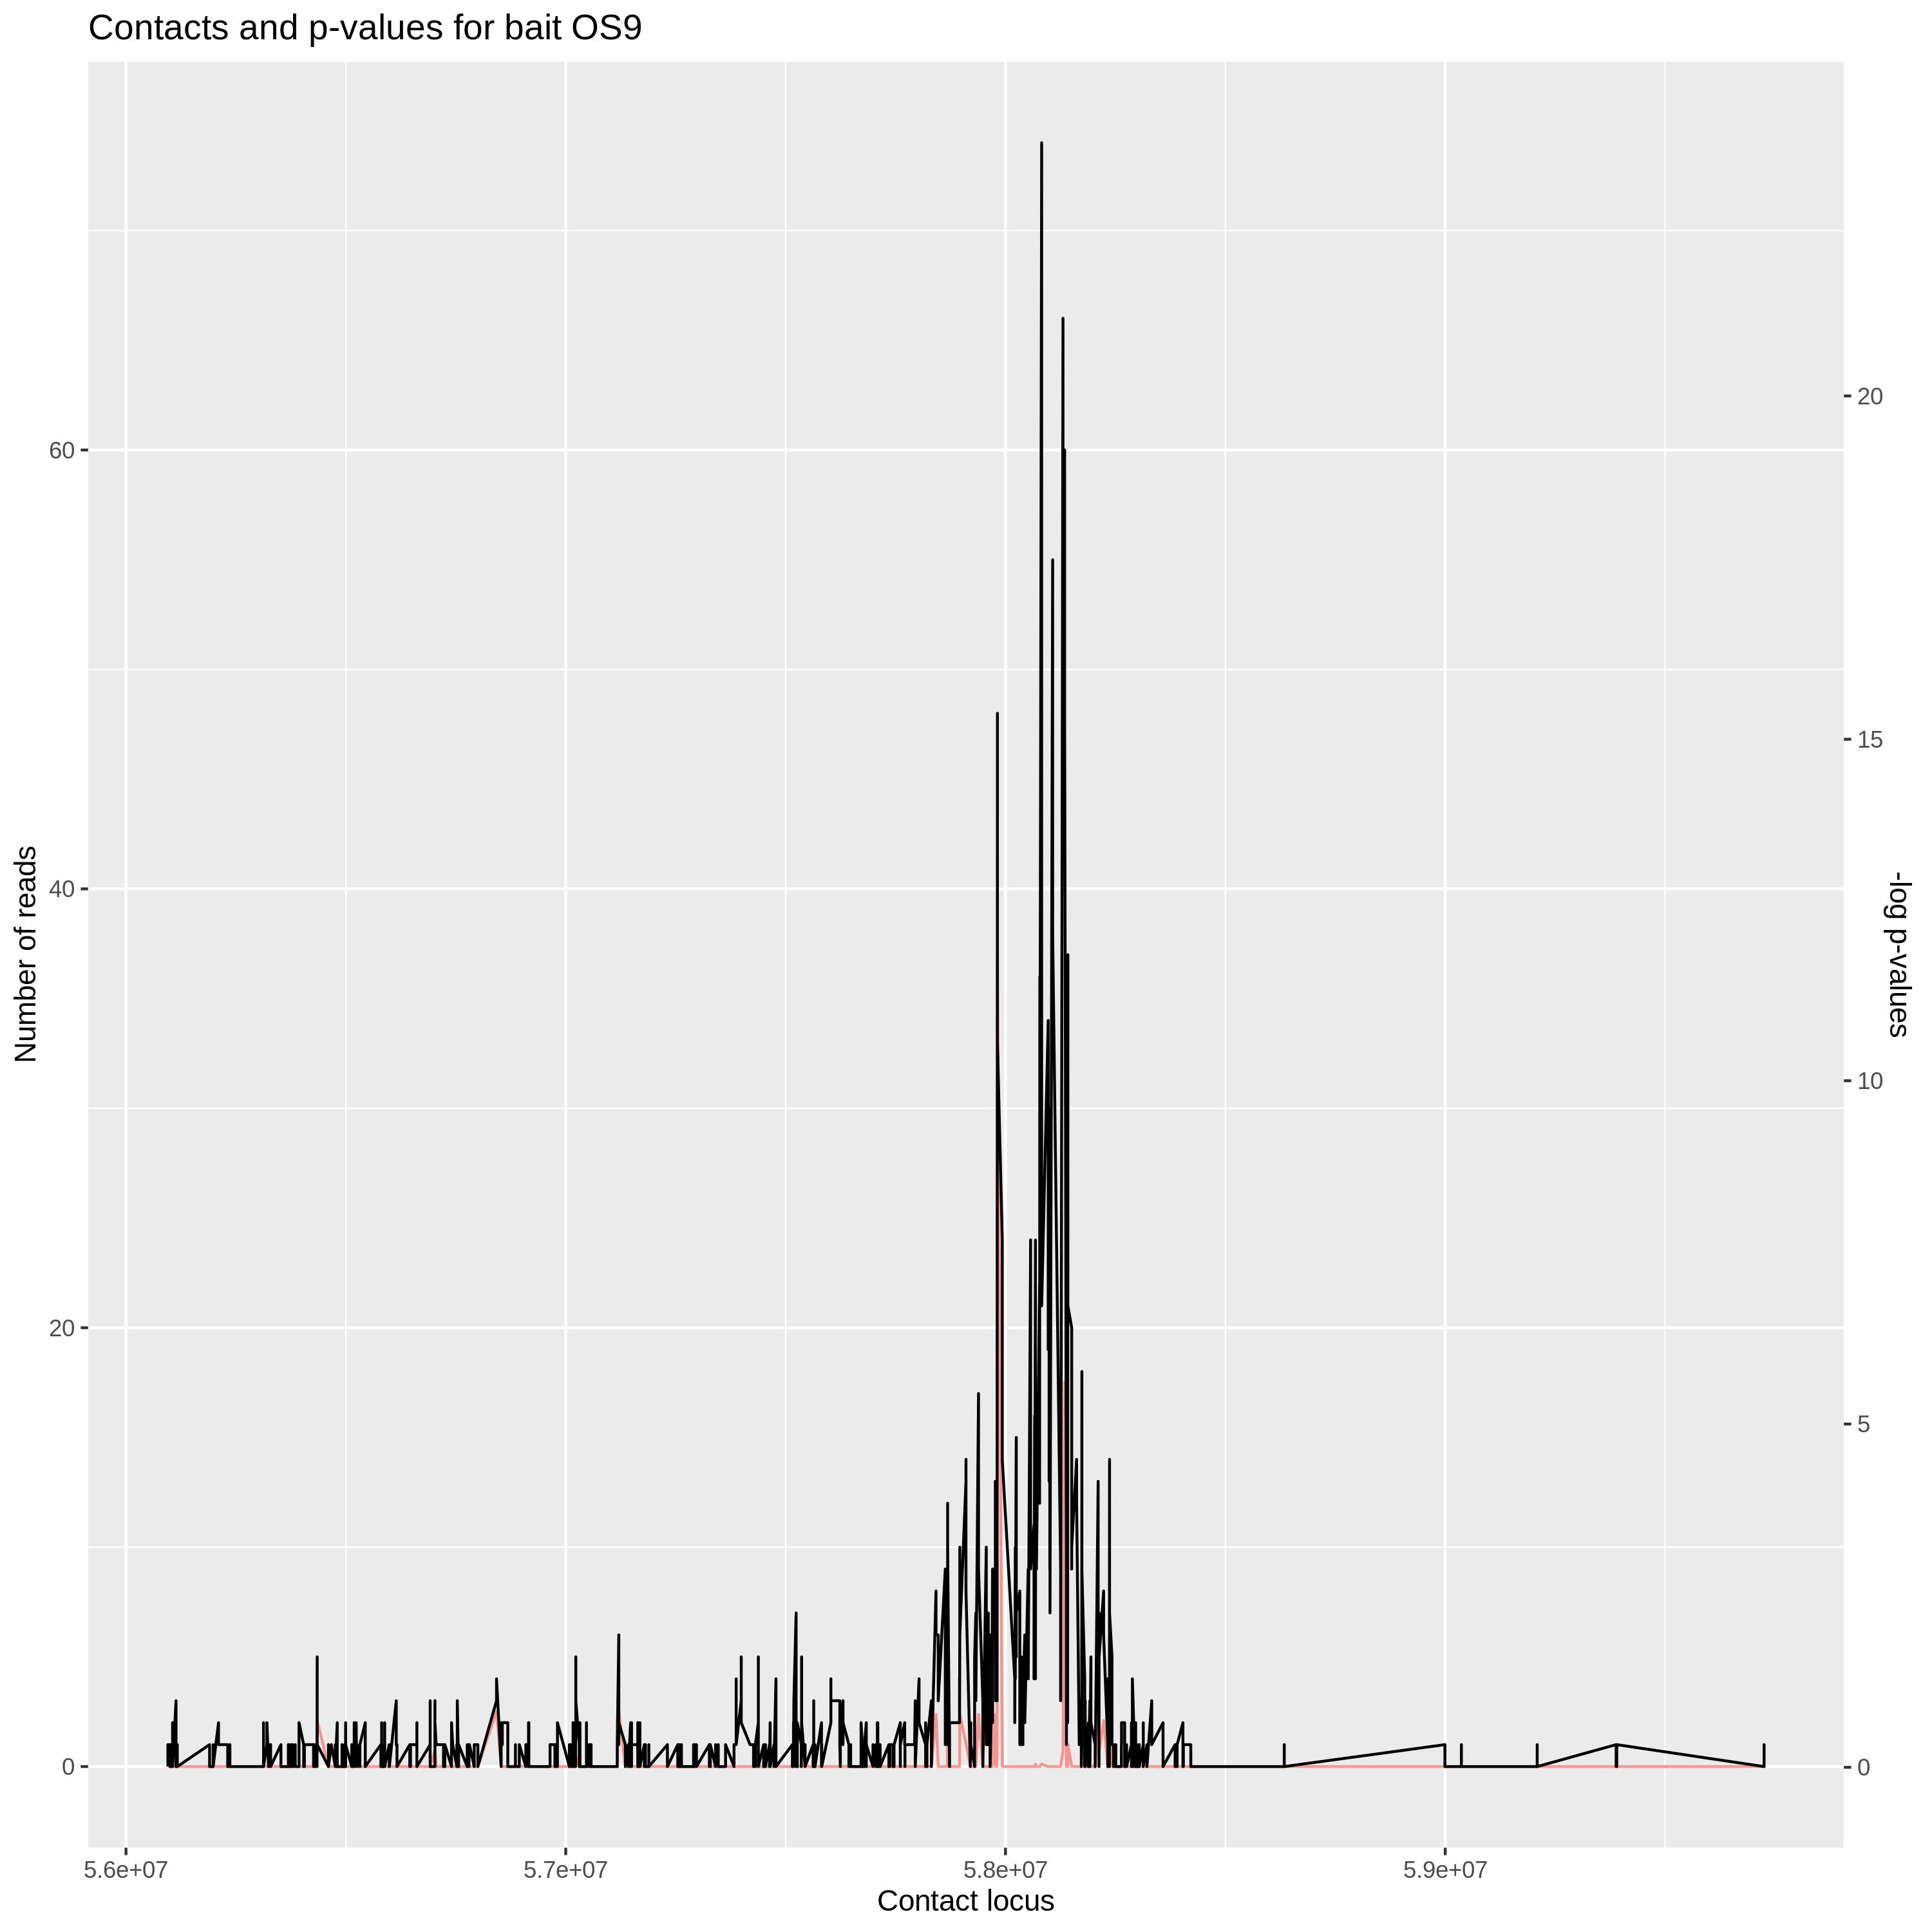 Contacts and p-values for bait OS9
60
40
20
0
Number of reads
20
15
10
5
0
-log p-values
5.6e+07
5.7e+07
5.8e+07
5.9e+07
Contact locus